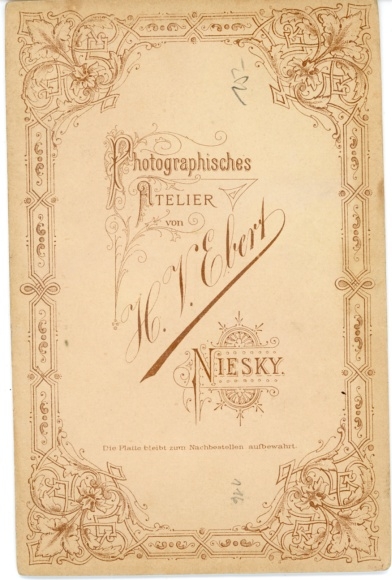 Photographisches
Atelier
von
H. V. Ebert
Niesky.
Die Platte bleibt zum Nachbestellen aufbewahrt.